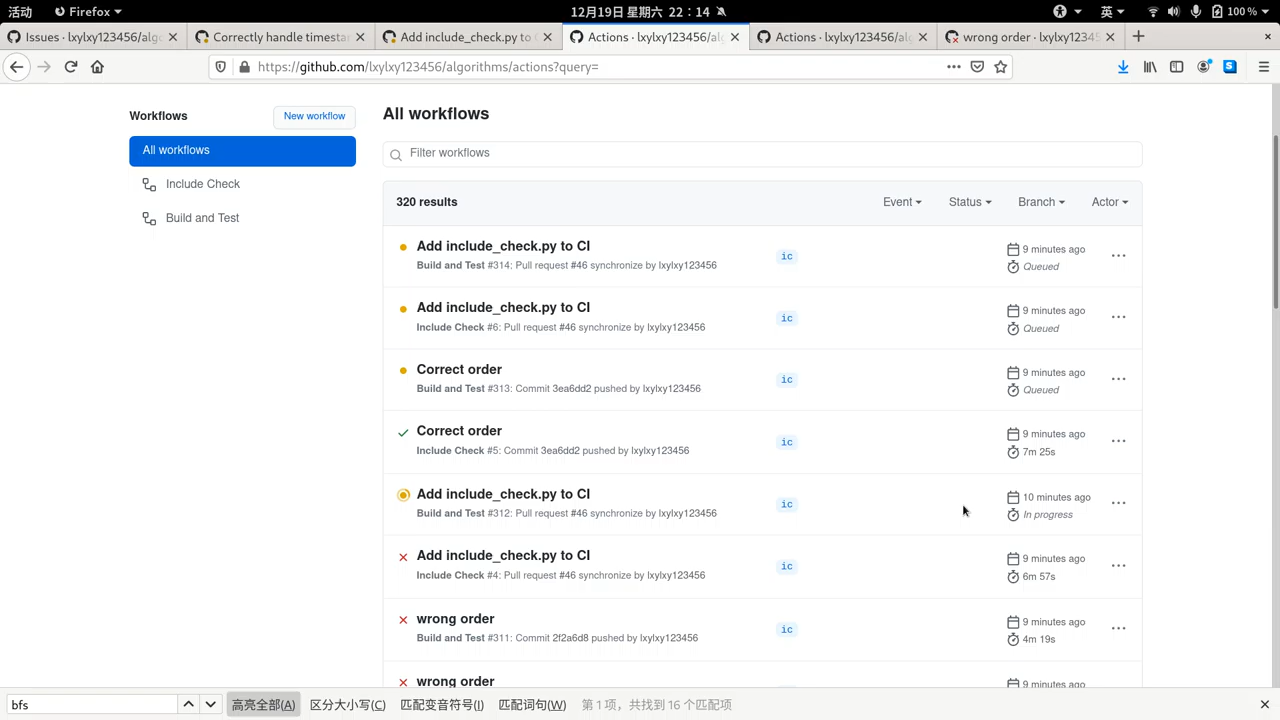 活动 Firefox 12月19日 星期六 22：14 英 100 %
Issues · lxylxy123456/algo Correctly handle timesta Add include_check.py to C Actions · lxylxy123456/al Actions · lxylxy123456/al wrong order · lxylxy12345
https://github.com/lxylxy123456/algorithms/actions?query=
Workflows
New workflow
All workflows
Include Check
Build and Test
All workflows
Filter workflows
320 results Event Status Branch Actor
Add include_check.py to CI
Build and Test #314: Pull request #46 synchronize by lxylxy123456
ic
9 minutes ago
Queued
Add include_check.py to CI
Include Check #6: Pull request #46 synchronize by lxylxy123456
ic
9 minutes ago
Queued
Correct order
Build and Test #313: Commit 3ea6dd2 pushed by lxylxy123456
ic
9 minutes ago
Queued
Correct order
Include Check #5: Commit 3ea6dd2 pushed by lxylxy123456
ic
9 minutes ago
7m 25s
Add include_check.py to CI
Build and Test #312: Pull request #46 synchronize by lxylxy123456
ic
10 minutes ago
In progress
Add include_check.py to CI
Include Check #4: Pull request #46 synchronize by lxylxy123456
ic
9 minutes ago
6m 57s
wrong order
Build and Test #311: Commit 2f2a6d8 pushed by lxylxy123456
ic
9 minutes ago
4m 19s
wrong order
9 minutes ago
bfs 高亮全部(A) 区分大小写(C) 匹配变音符号(I) 匹配词句(W) 第 1 项，共找到 16 个匹配项